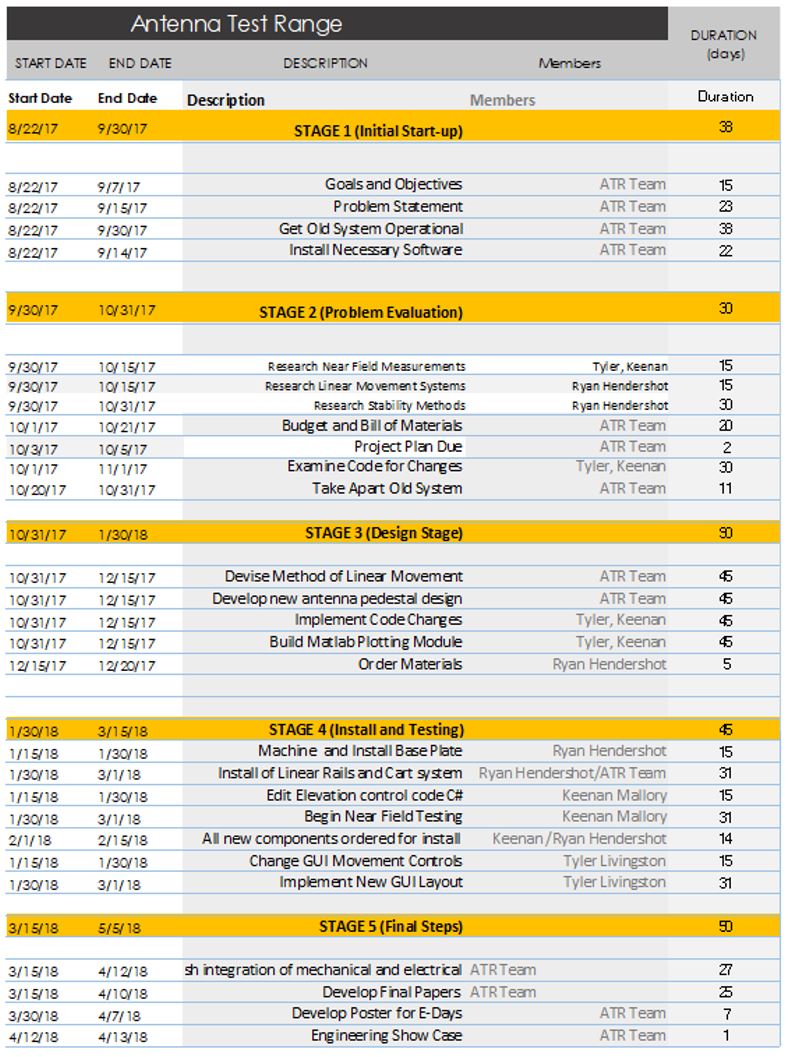 Antenna Test Range
DURATION
(days)
START DATE END DATE DESCRIPTION Members
Start Date End Date Description Members Duration
8/22/17 9/30/17 STAGE 1 (Initial Start-up) 38
8/22/17 9/7/17 Goals and Objectives ATR Team 15
8/22/17 9/15/17 Problem Statement ATR Team 23
8/22/17 9/30/17 Get Old System Operational ATR Team 38
8/22/17 9/14/17 Install Necessary Software ATR Team 22
9/30/17 10/31/17 STAGE 2 (Problem Evaluation) 30
9/30/17 10/15/17 Research Near Field Measurements Tyler, Keenan 15
9/30/17 10/15/17 Research Linear Movement Systems Ryan Hendershot 15
9/30/17 10/31/17 Research Stability Methods Ryan Hendershot 30
10/1/17 10/21/17 Budget and Bill of Materials ATR Team 20
10/3/17 10/5/17 Project Plan Due ATR Team 2
10/1/17 11/1/17 Examine Code for Changes Tyler, Keenan 30
10/20/17 10/31/17 Take Apart Old System ATR Team 11
10/31/17 1/30/18 STAGE 3 (Design Stage) 90
10/31/17 12/15/17 Devise Method of Linear Movement ATR Team 45
10/31/17 12/15/17 Develop new antenna pedestal design ATR Team 45
10/31/17 12/15/17 Implement Code Changes Tyler, Keenan 45
10/31/17 12/15/17 Build Matlab Plotting Module Tyler, Keenan 45
12/15/17 12/20/17 Order Materials Ryan Hendershot 5
1/30/18 3/15/18 STAGE 4 (Install and Testing) 45
1/15/18 1/30/18 Machine and Install Base Plate Ryan Hendershot 15
1/30/18 3/1/18 Install of Linear Rails and Cart system Ryan Hendershot/ATR Team 31
1/15/18 1/30/18 Edit Elevation control code C# Keenan Mallory 15
1/30/18 3/1/18 Begin Near Field Testing Keenan Mallory 31
2/1/18 2/15/18 All new components ordered for install Keenan /Ryan Hendershot 14
1/15/18 1/30/18 Change GUI Movement Controls Tyler Livingston 15
1/30/18 3/1/18 Implement New GUI Layout Tyler Livingston 31
3/15/18 5/5/18 STAGE 5 (Final Steps) 50
3/15/18 4/12/18 sh integration of mechanical and electrical ATR Team 27
3/15/18 4/10/18 Develop Final Papers ATR Team 25
3/30/18 4/7/18 Develop Poster for E-Days ATR Team 7
4/12/18 4/13/18 Engineering Show Case ATR Team 1